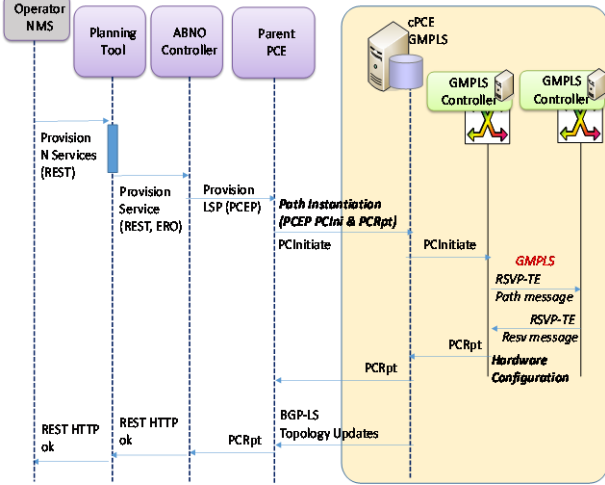 Operator
NMS
Planning
Tool
ABNO
Controller
Parent
PCE
cPCE
GMPLS
GMPLS
Controller
GMPLS
Controller
Provision
N Services
(REST)
Provision
Service
(REST, ERO)
Provision
LSP (PCEP)
Path Instantiation
(PCEP PCIni & PCRpt)
PCInitiate
PCInitiate
GMPLS
RSVP-TE
Path message
RSVP-TE
Resv message
PCRpt
Hardware
Configuration
PCRpt
BGP-LS
Topology Updates
PCRpt
REST HTTP
ok
REST HTTP
ok